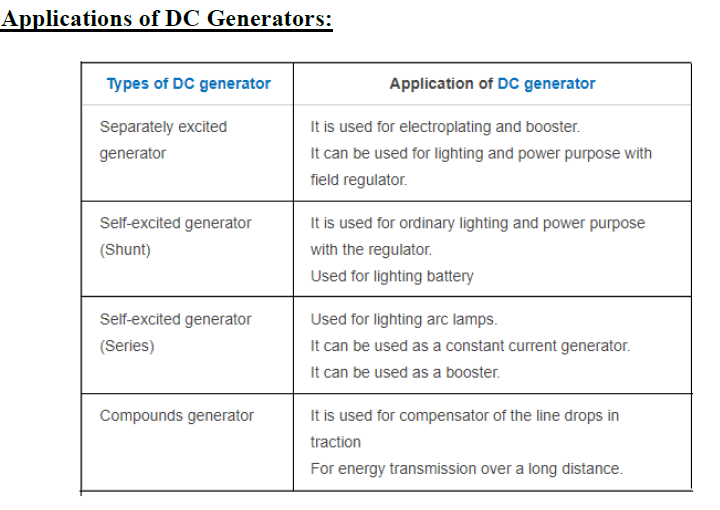 Applications of DC Generators:
Types of DC generator
Application of DC generator
Separately excited
generator
It is used for electroplating and booster.
It can be used for lighting and power purpose with
field regulator.
Self-excited generator
(Shunt)
It is used for ordinary lighting and power purpose
with the regulator.
Used for lighting battery
Self-excited generator
(Series)
Used for lighting arc lamps.
It can be used as a constant current generator.
It can be used as a booster.
Compounds generator
It is used for compensator of the line drops in
traction
For energy transmission over a long distance.